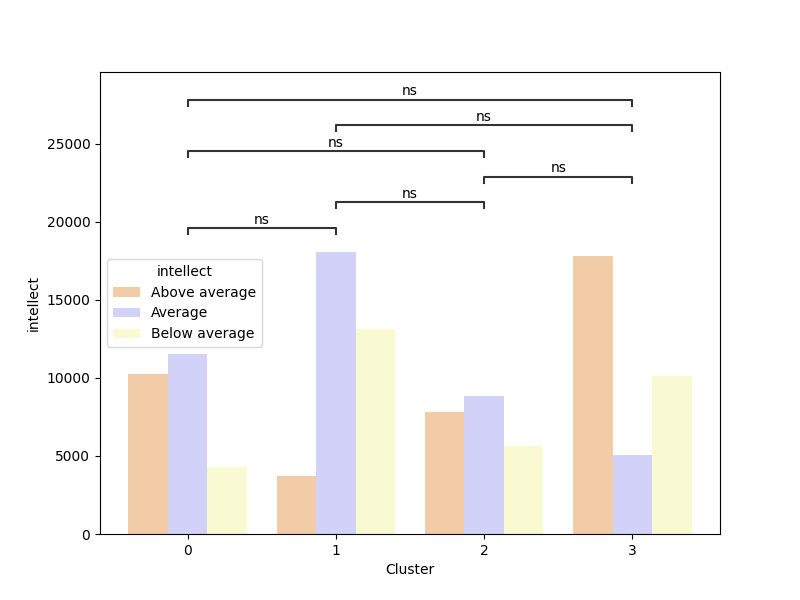 ns
ns
ns
ns
ns
ns
25000
20000
15000
10000
5000
0
intellect
intellect
Above average
Average
Below average
0 1 2 3
Cluster